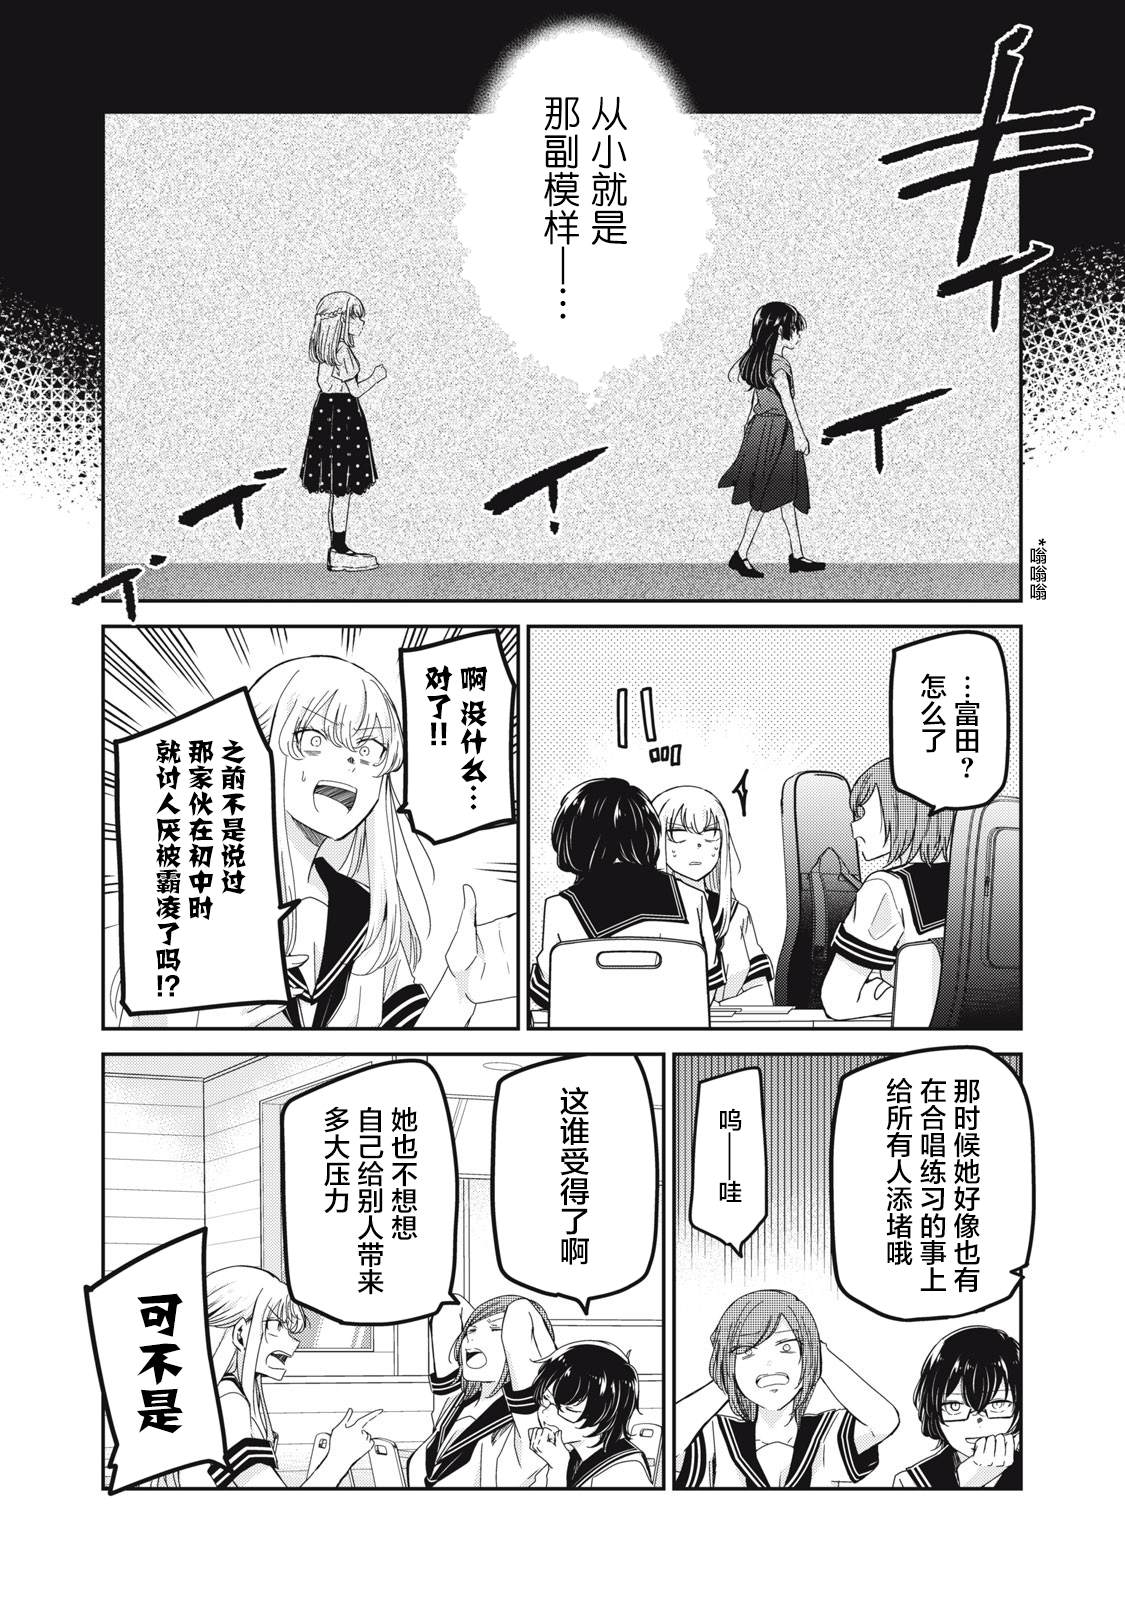 从小就是
那副模样—…
キィイィイ
*嗡嗡嗡
…富田?
怎么了
啊没什么…
对了!!
之前不是说过
那家伙在初中时
就讨人厌被霸凌了吗!?
那时候她好像也有
在合唱练习的事上
给所有人添堵哦
呜——哇
这谁受得了啊
她也不想想
自己给别人带来
多大压力
可不是